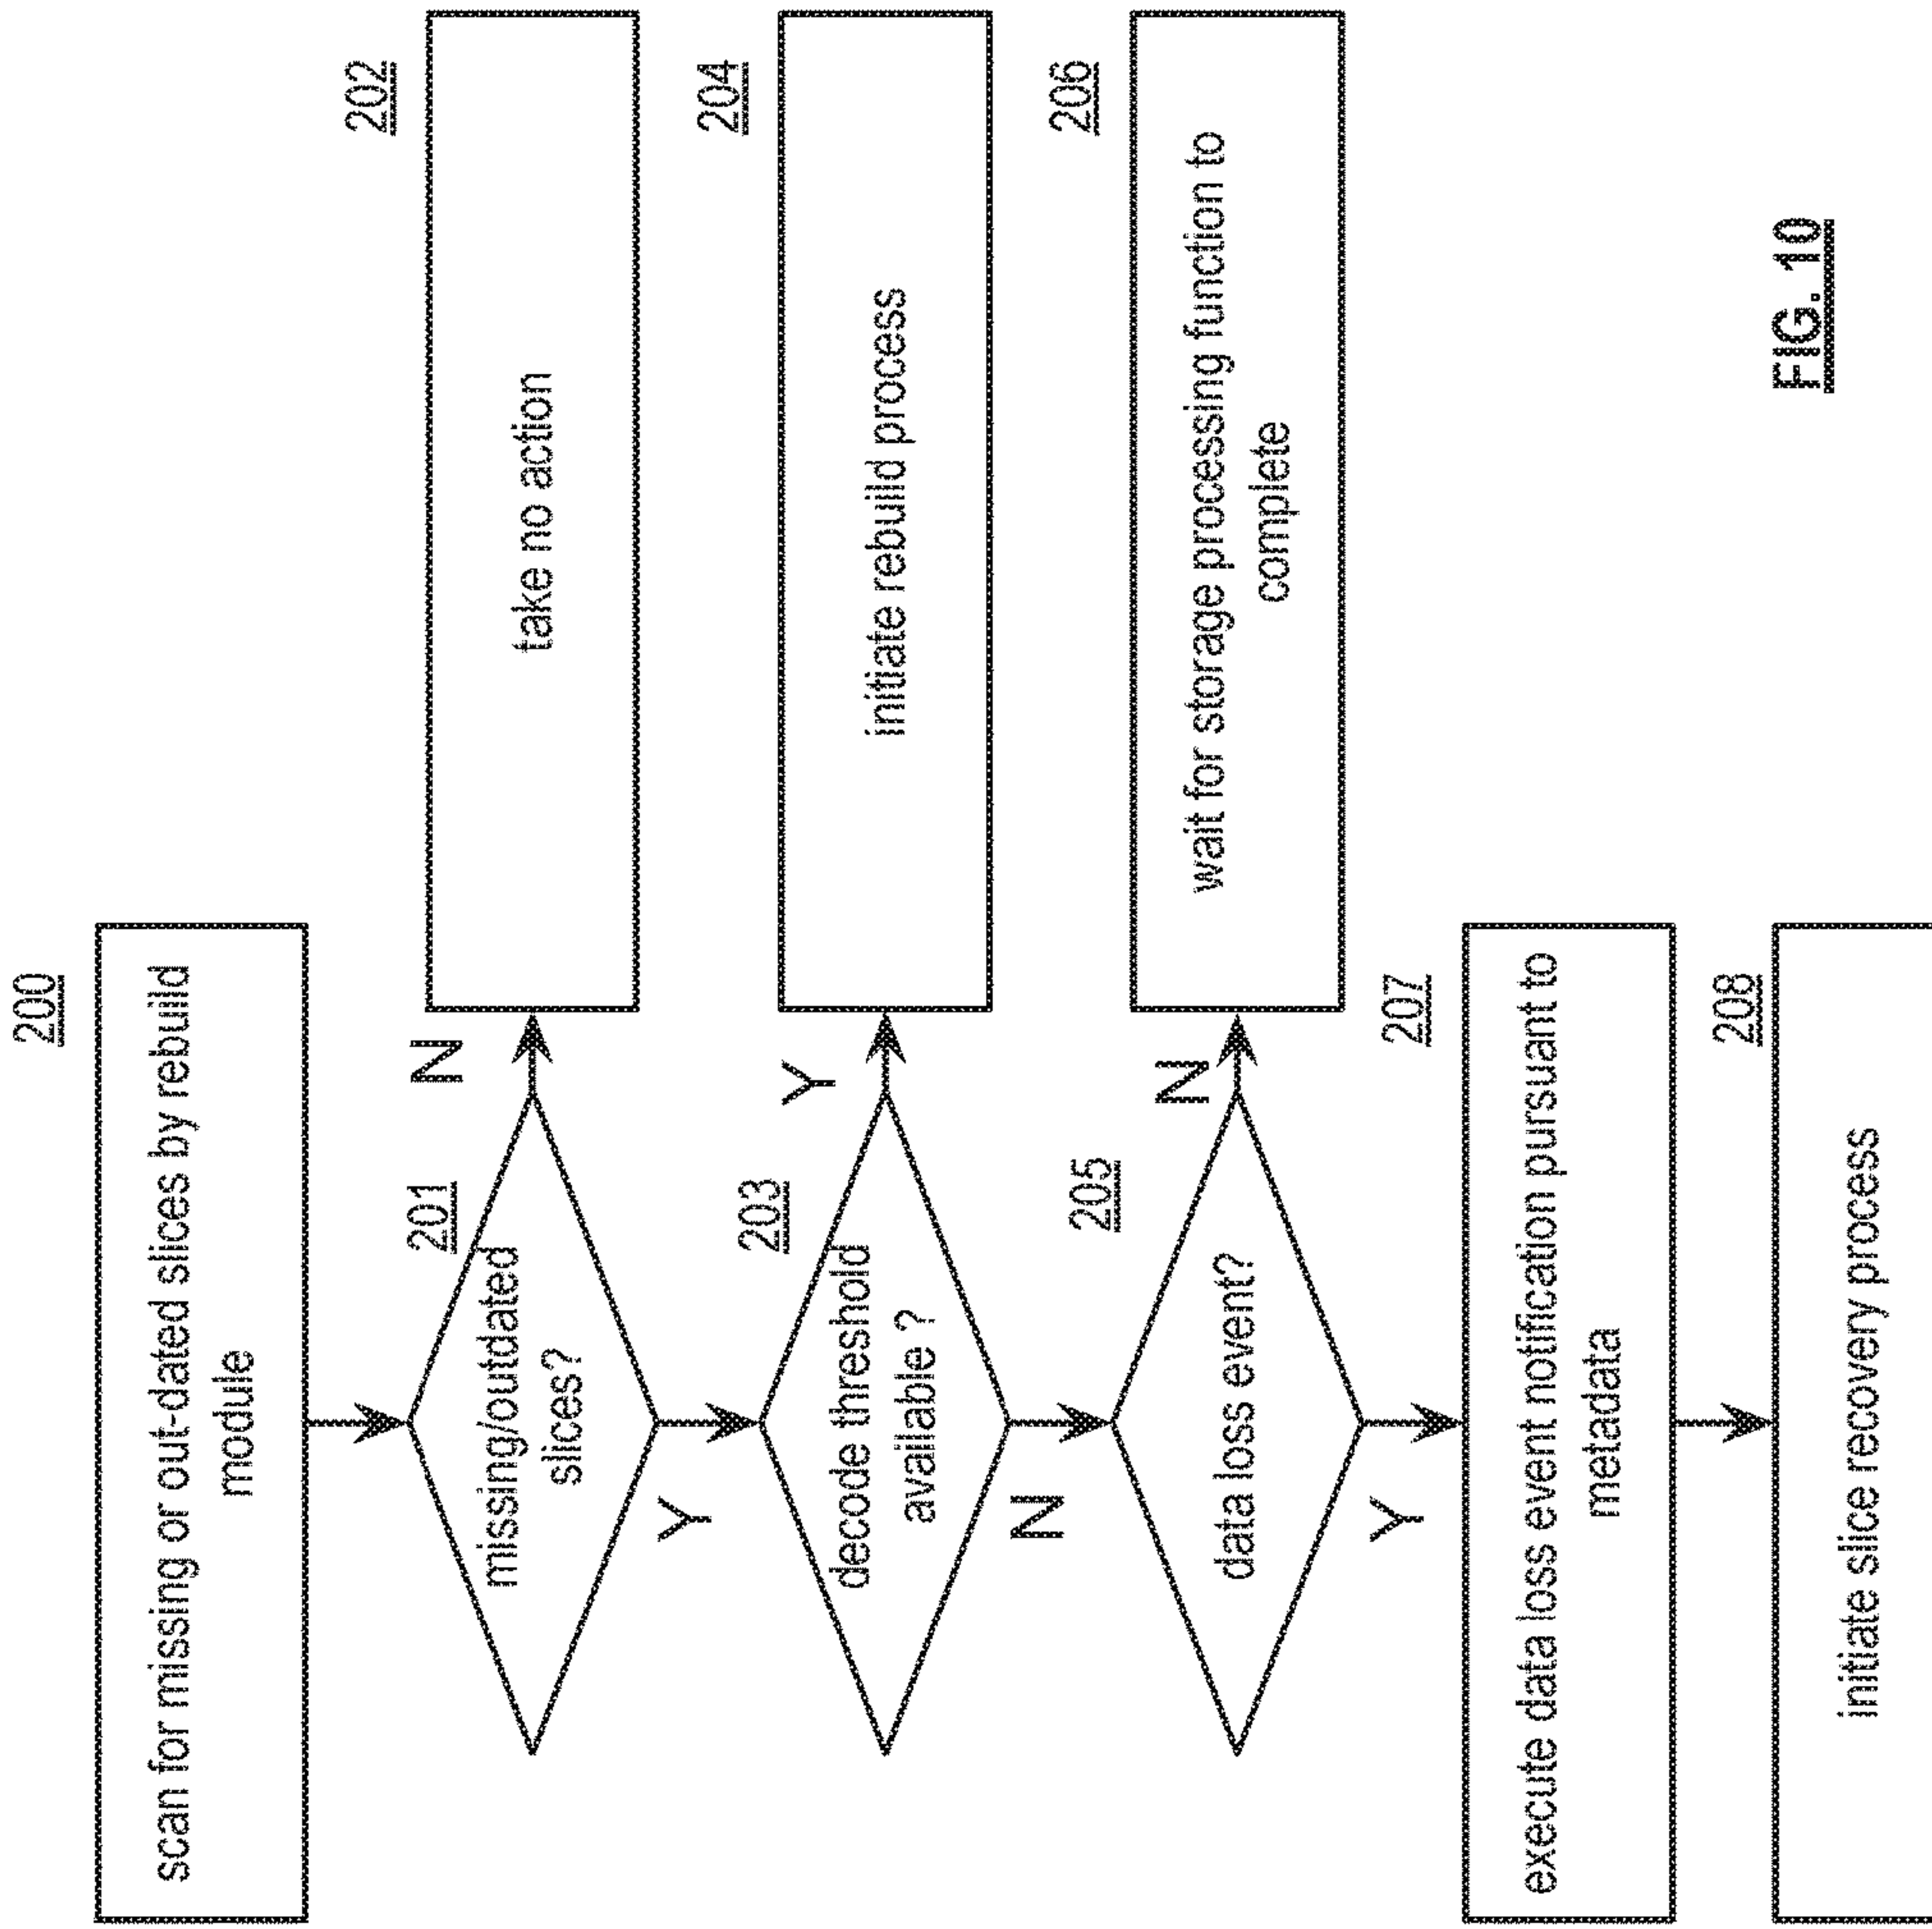 200
scan for missing or out-dated slices by rebuild
module
201
missing/outdated
slices?
N
202
take no action
Y
203
decode threshold
available ?
Y
204
initiate rebuild process
N
205
data loss event?
N
206
wait for storage processing function to
complete
Y
207
execute data loss event notification pursuant to
metadata
208
initiate slice recovery process
FIG. 10